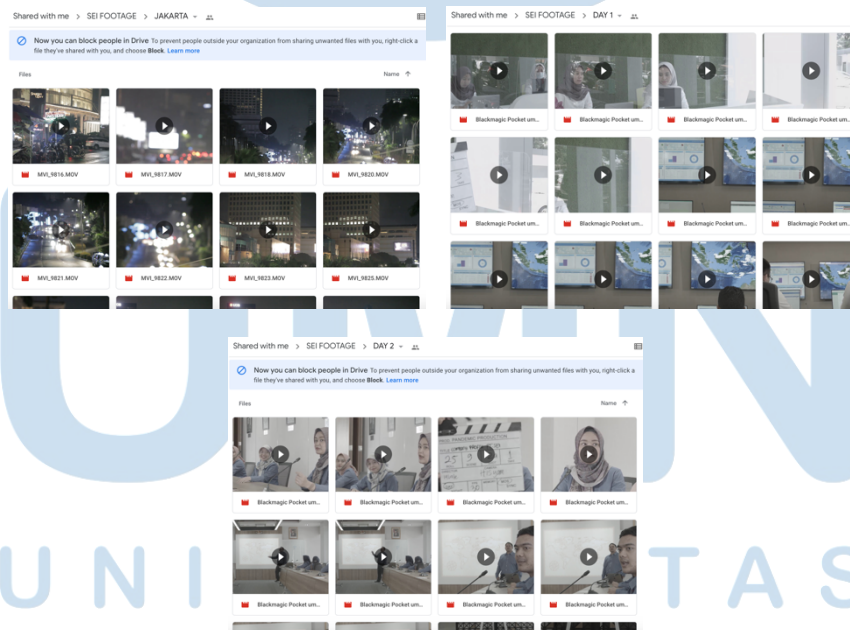 Shared with me > SEI FOOTAGE > JAKARTA
Now you can block people in Drive To prevent people outside your organization from sharing unwanted files with you, right-click a
file they've shared with you, and choose Block. Learn more
Files Name
MVI_9816.MOV MVI_9817.MOV MVI_9818.MOV MVI_9820.MOV
MVI_9821.MOV MVI_9822.MOV MVI_9823.MOV MVI_9825.MOV
Shared with me > SEI FOOTAGE > DAY 1
Blackmagic Pocket um... Blackmagic Pocket um... Blackmagic Pocket um... Blackmagic Pocket um...
Blackmagic Pocket um... Blackmagic Pocket um... Blackmagic Pocket um... Blackmagic Pocket um...
Shared with me > SEI FOOTAGE > DAY 2
Now you can block people in Drive To prevent people outside your organization from sharing unwanted files with you, right-click a
file they've shared with you, and choose Block. Learn more
Files Name
Blackmagic Pocket um... Blackmagic Pocket um... Blackmagic Pocket um... Blackmagic Pocket um...
Blackmagic Pocket um... Blackmagic Pocket um... Blackmagic Pocket um... Blackmagic Pocket um...
UNI TAS